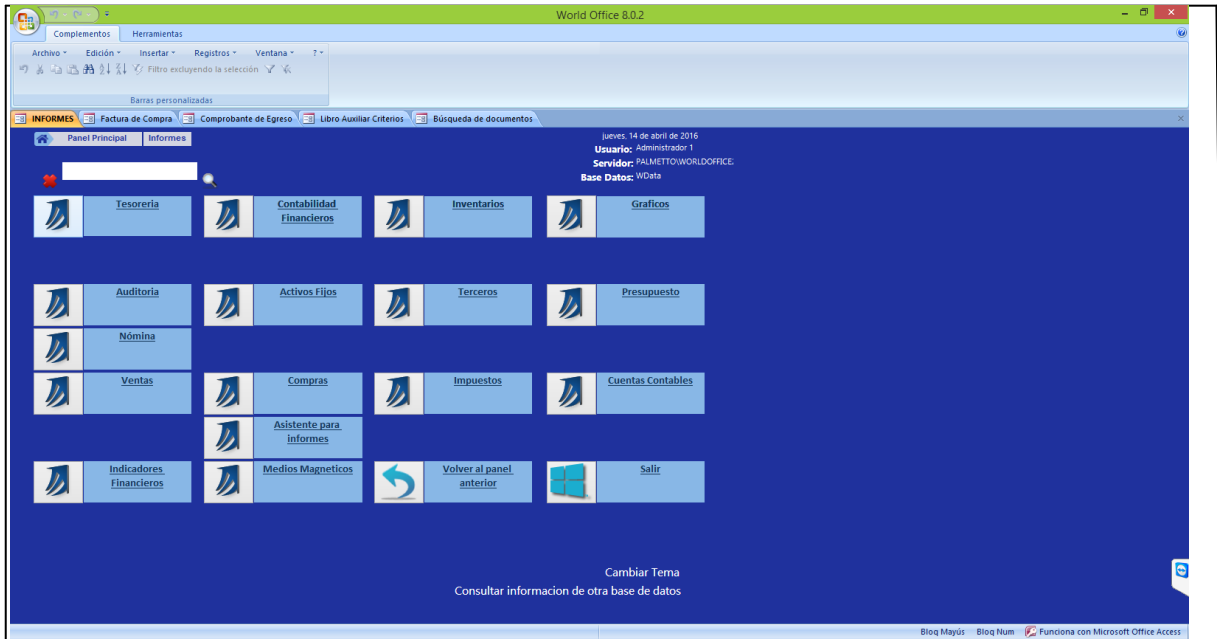 World Office 8.0.2
Complementos Herramientas
Archivo Edición Insertar Registros Ventana ?
Filtro excluyendo la selección
Barras personalizadas
INFORMES Factura de Compra Comprobante de Egreso Libro Auxiliar Criterios Búsqueda de documentos
Panel Principal Informes
jueves, 14 de abril de 2016
Usuario: Administrador 1
Servidor: PALMETTO\WORLDOFFICE;
Base Datos: WData
Tesoreria
Contabilidad
Financieros
Inventarios
Graficos
Auditoria
Activos Fijos
Terceros
Presupuesto
Nómina
Ventas
Compras
Impuestos
Cuentas Contables
Asistente para
informes
Indicadores
Financieros
Medios Magneticos
Volver al panel
anterior
Salir
Cambiar Tema
Consultar informacion de otra base de datos
Bloq Mayús Bloq Num Funciona con Microsoft Office Access